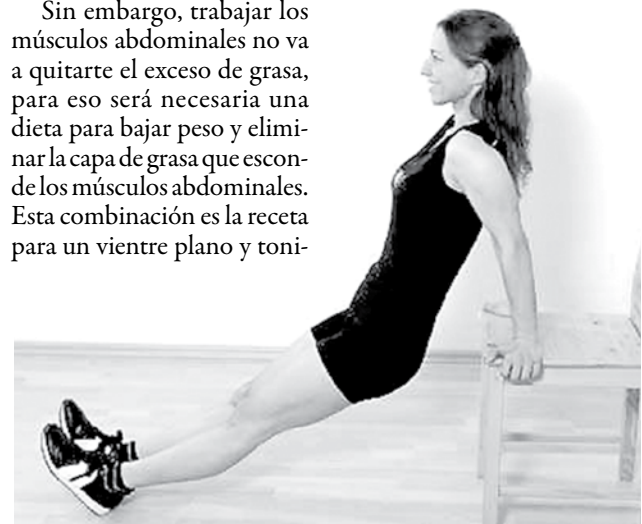 Sin embargo, trabajar los
músculos abdominales no va
a quitarte el exceso de grasa,
para eso será necesaria una
dieta para bajar peso y elimi-
nar la capa de grasa que escon-
de los músculos abdominales.
Esta combinación es la receta
para un vientre plano y toni-